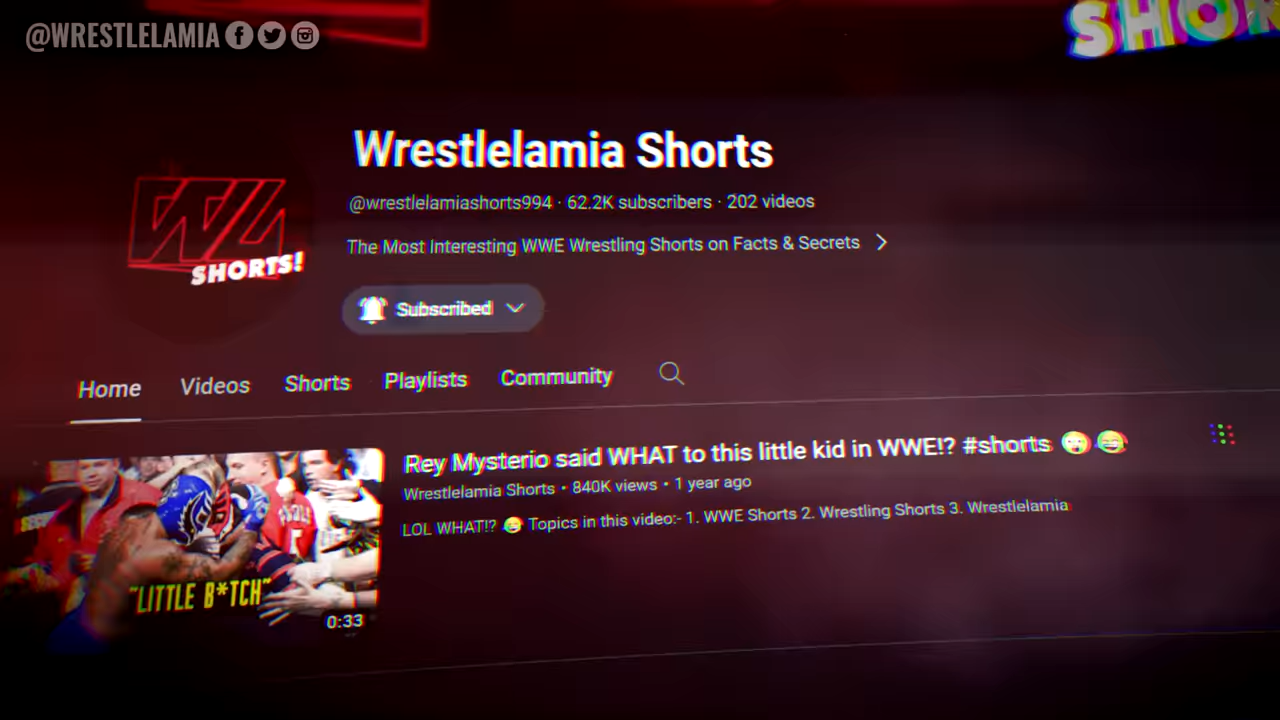 @WRESTLELAMIA
SHOR
Wrestlelamia Shorts
@wrestlelamiashorts994 · 62.2K subscribers · 202 videos
The Most Interesting WWE Wrestling Shorts on Facts & Secrets
WL
SHORTS!
Subscribed
Home Videos Shorts Playlists Community
Rey Mysterio said WHAT to this little kid in WWE!? #shorts 😲😅
Wrestlelamia Shorts • 840K views • 1 year ago
LOL WHAT!? 😂 Topics in this video:- 1. WWE Shorts 2. Wrestling Shorts 3. Wrestlelamia
"LITTLE B*TCH"
0:33